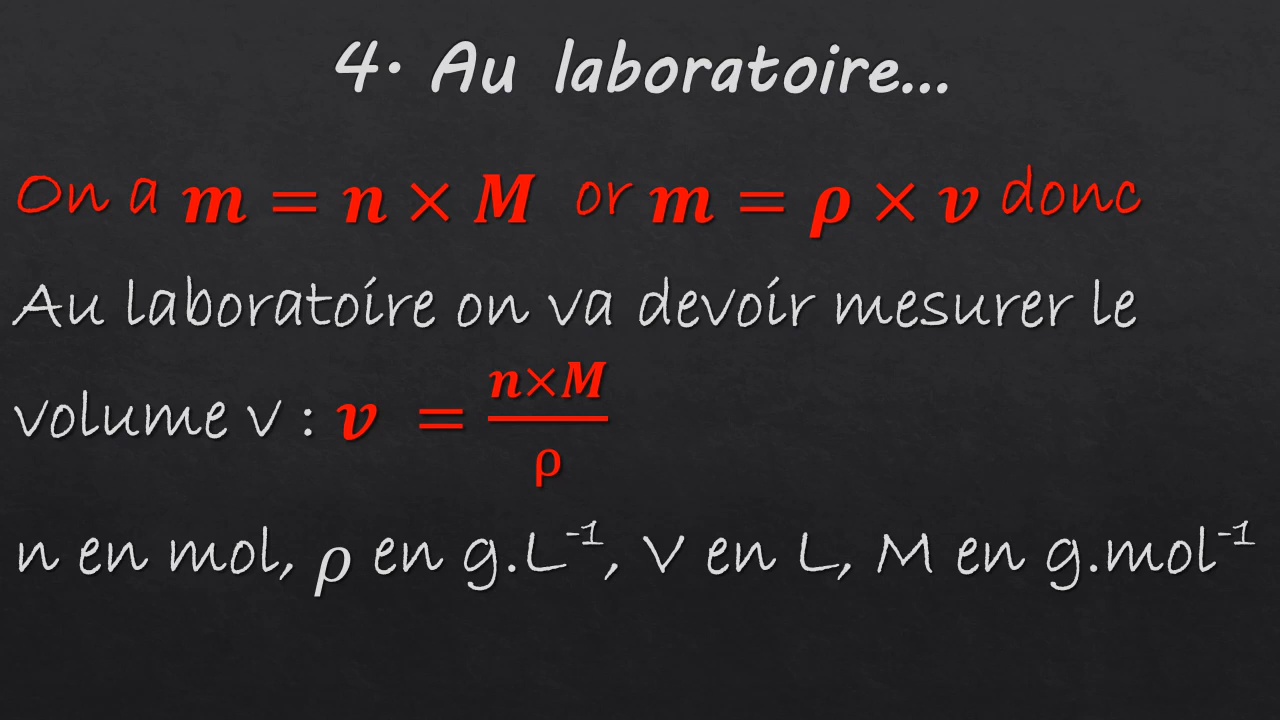 4. Au laboratoire...
On a m = n × M or m = ρ × v donc
Au laboratoire on va devoir mesurer le
volume v : v = n×M/ρ
n en mol, ρ en g.L⁻¹, V en L, M en g.mol⁻¹